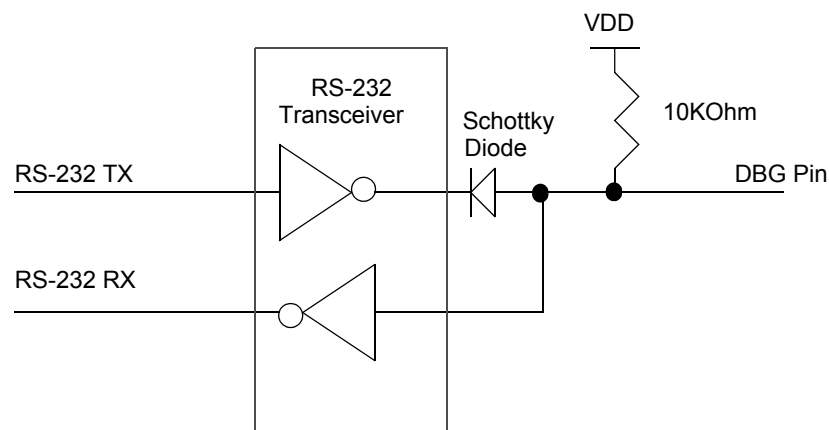 VDD
RS-232
Transceiver
Schottky
Diode
10KOhm
RS-232 TX
DBG Pin
RS-232 RX